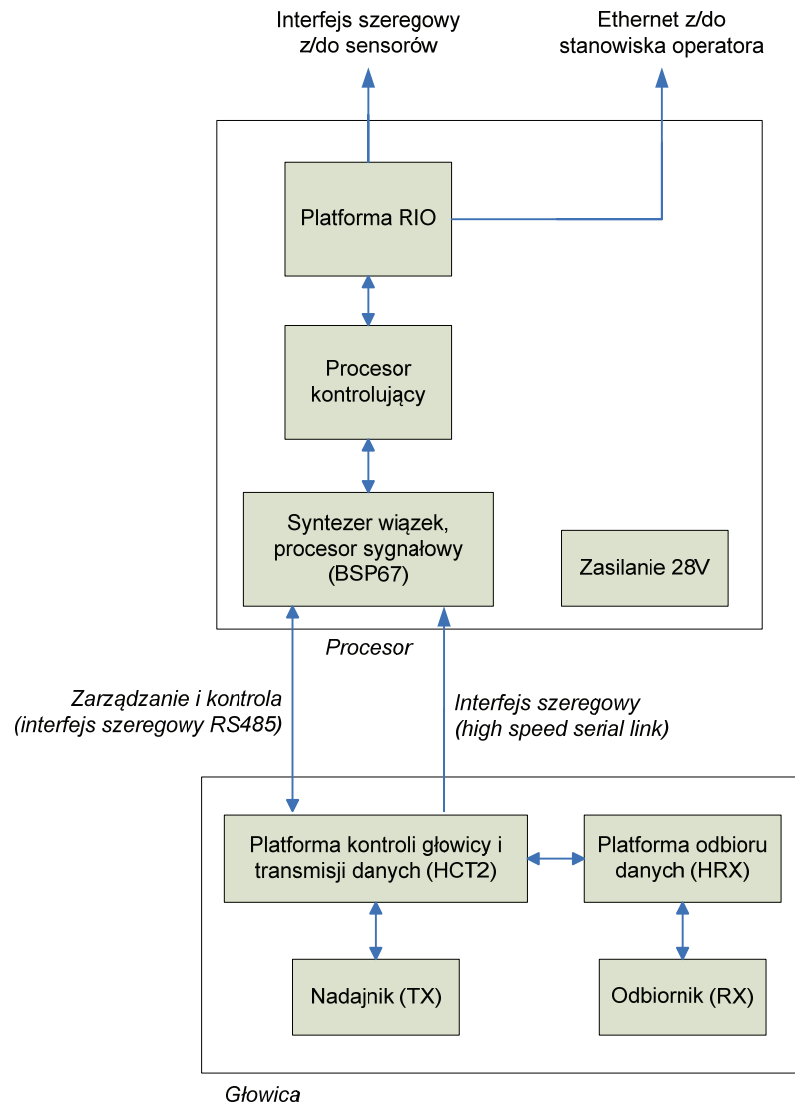 Interfejs szeregowy
z/do sensorów
Ethernet z/do
stanowiska operatora
Platforma RIO
Procesor
kontrolujący
Syntezer wiązek,
procesor sygnałowy
(BSP67)
Zasilanie 28V
Procesor
Zarządzanie i kontrola
(interfejs szeregowy RS485)
Interfejs szeregowy
(high speed serial link)
Platforma kontroli głowicy i
transmisji danych (HCT2)
Platforma odbioru
danych (HRX)
Nadajnik (TX)
Odbiornik (RX)
Głowica